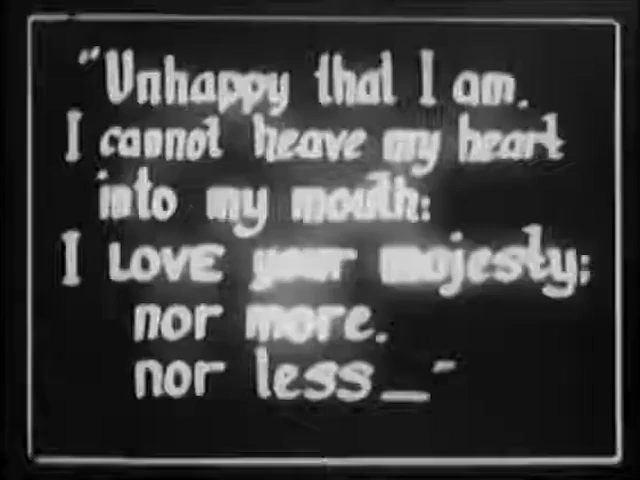 "Unhappy that I am.
I cannot heave my heart
into my mouth:
I LOVE your majesty;
nor more.
nor less_"